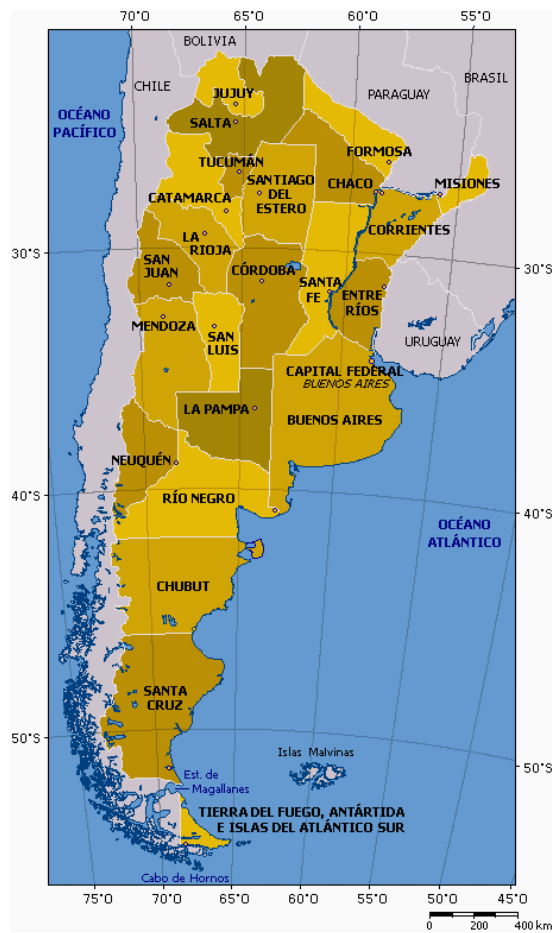 70°O
65°O
60°O
55°O
BOLIVIA
CHILE
BRASIL
PARAGUAY
JUJUY
OCÉANO
PACÍFICO
SALTA
FORMOSA
TUCUMÁN
SANTIAGO
DEL
ESTERO
CHACO
MISIONES
CATAMARCA
CORRIENTES
LA
RIOJA
30°S
SAN
JUAN
CÓRDOBA
SANTA
FE
ENTRE
RÍOS
30°S
MENDOZA
SAN
LUIS
URUGUAY
CAPITAL FEDERAL
BUENOS AIRES
LA PAMPA
BUENOS AIRES
NEUQUÉN
RÍO NEGRO
40°S
40°S
OCÉANO
ATLÁNTICO
CHUBUT
SANTA
CRUZ
50°S
Islas Malvinas
50°S
Est. de
Magallanes
TIERRA DEL FUEGO, ANTÁRTIDA
E ISLAS DEL ATLÁNTICO SUR
Cabo de Hornos
75°O
70°O
65°O
60°O
55°O
50°O
45°O
0
200
400 km